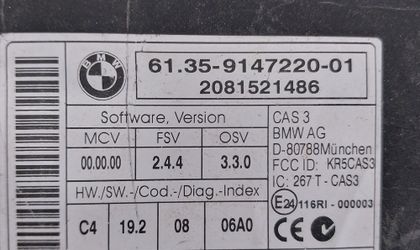 BMW
61.35-9147220-01
2081521486
Software, Version
MCV FSV OSV
00.00.00 2.4.4 3.3.0
HW./SW.-/Cod.-/Diag.-Index
C4 19.2 08 06A0
CAS 3
BMW AG
D-80788München
FCC ID: KR5CAS3
IC: 267 T - CAS3
E24 116RI - 000003